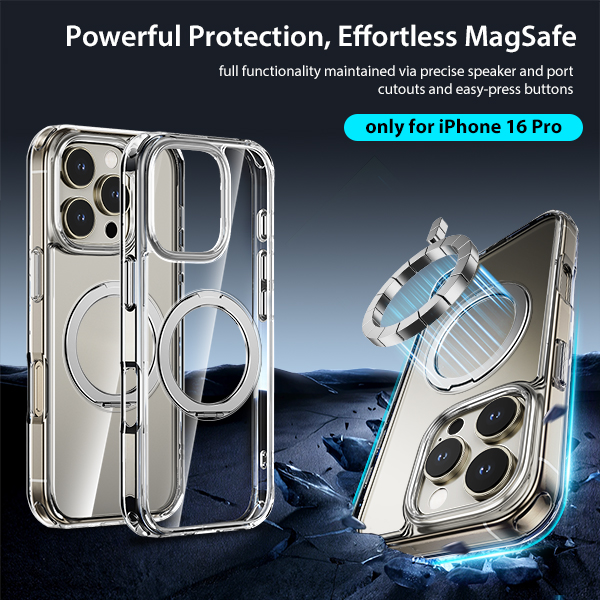 Powerful Protection, Effortless MagSafe
full functionality maintained via precise speaker and port
cutouts and easy-press buttons
only for iPhone 16 Pro